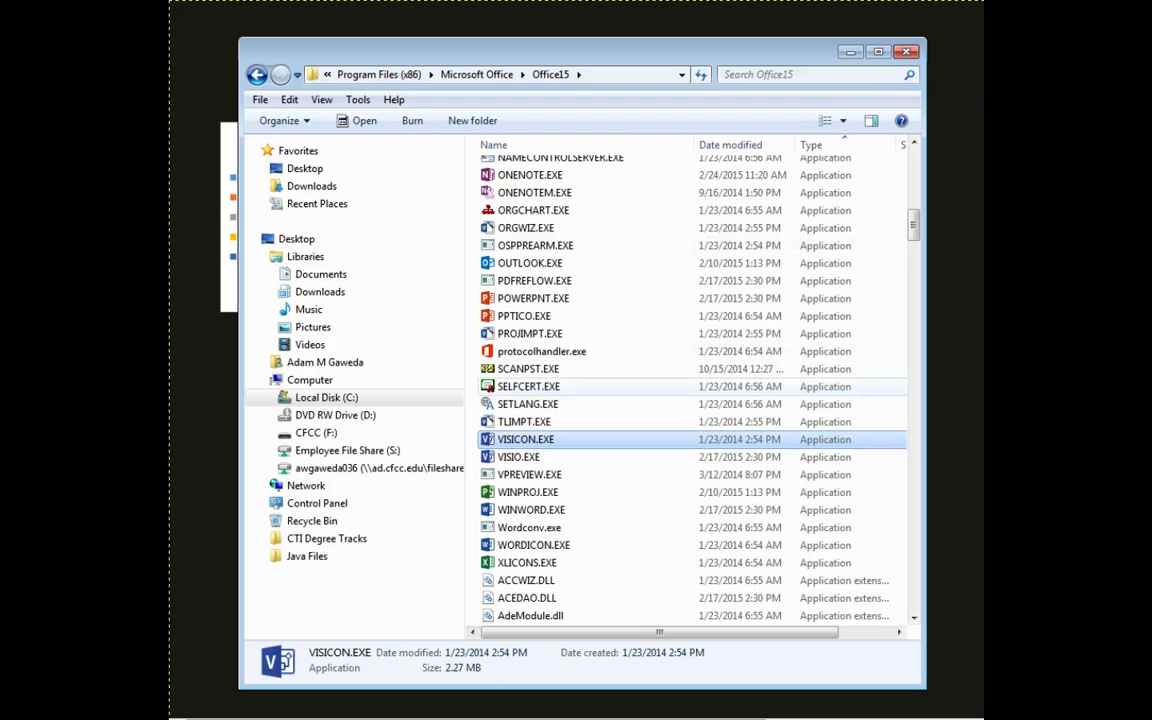 « Program Files (x86) Microsoft Office Office15 Search Office15
File Edit View Tools Help
Organize Open Burn New folder
Favorites
Desktop
Downloads
Recent Places
Desktop
Libraries
Documents
Downloads
Music
Pictures
Videos
Adam M Gaweda
Computer
Local Disk (C:)
DVD RW Drive (D:)
CFCC (F:)
Employee File Share (S:)
awgaweda036 (\\ad.cfcc.edu\fileshare
Network
Control Panel
Recycle Bin
CTI Degree Tracks
Java Files
Name Date modified Type S
NAMECONTROLSERVER.EXE 1/23/2014 6:56 AM Application
ONENOTE.EXE 2/24/2015 11:20 AM Application
ONENOTEM.EXE 9/16/2014 1:50 PM Application
ORGCHART.EXE 1/23/2014 6:55 AM Application
ORGWIZ.EXE 1/23/2014 2:55 PM Application
OSPPREARM.EXE 1/23/2014 2:54 PM Application
OUTLOOK.EXE 2/10/2015 1:13 PM Application
PDFREFLOW.EXE 2/17/2015 2:30 PM Application
POWERPNT.EXE 2/17/2015 2:30 PM Application
PPTICO.EXE 1/23/2014 6:54 AM Application
PROJIMPT.EXE 1/23/2014 2:55 PM Application
protocolhandler.exe 1/23/2014 6:54 AM Application
SCANPST.EXE 10/15/2014 12:27 ... Application
SELFCERT.EXE 1/23/2014 6:56 AM Application
SETLANG.EXE 1/23/2014 6:56 AM Application
TLIMPT.EXE 1/23/2014 2:55 PM Application
VISICON.EXE 1/23/2014 2:54 PM Application
VISIO.EXE 2/17/2015 2:30 PM Application
VPREVIEW.EXE 3/12/2014 8:07 PM Application
WINPROJ.EXE 2/10/2015 1:13 PM Application
WINWORD.EXE 2/17/2015 2:30 PM Application
Wordconv.exe 1/23/2014 6:55 AM Application
WORDICON.EXE 1/23/2014 6:54 AM Application
XLICONS.EXE 1/23/2014 6:54 AM Application
ACCWIZ.DLL 1/23/2014 6:55 AM Application extens...
ACEDAO.DLL 2/17/2015 2:30 PM Application extens...
AdeModule.dll 1/23/2014 6:55 AM Application extens...
VISICON.EXE Date modified: 1/23/2014 2:54 PM Date created: 1/23/2014 2:54 PM
Application Size: 2.27 MB